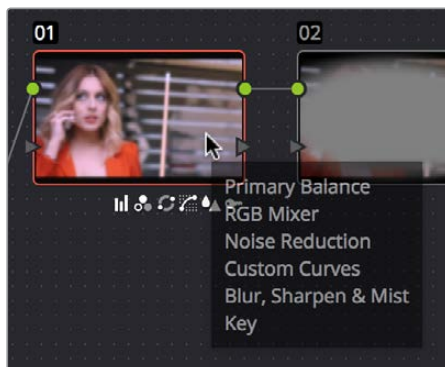 01
02
Primary Balance
RGB Mixer
Noise Reduction
Custom Curves
Blur, Sharpen & Mist
Key